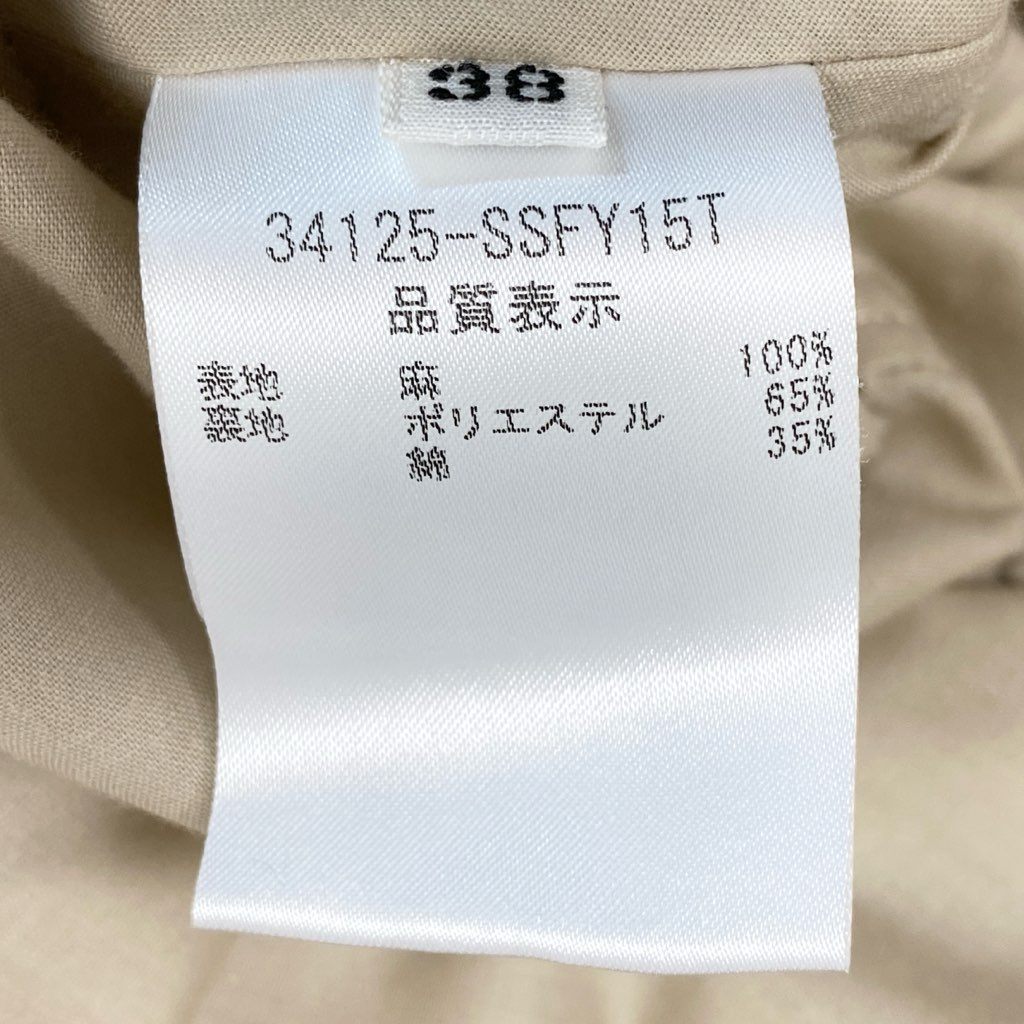 38
34125-SSFY15T
品質表示
表地 麻 100%
裏地 ポリエステル 65%
綿 35%